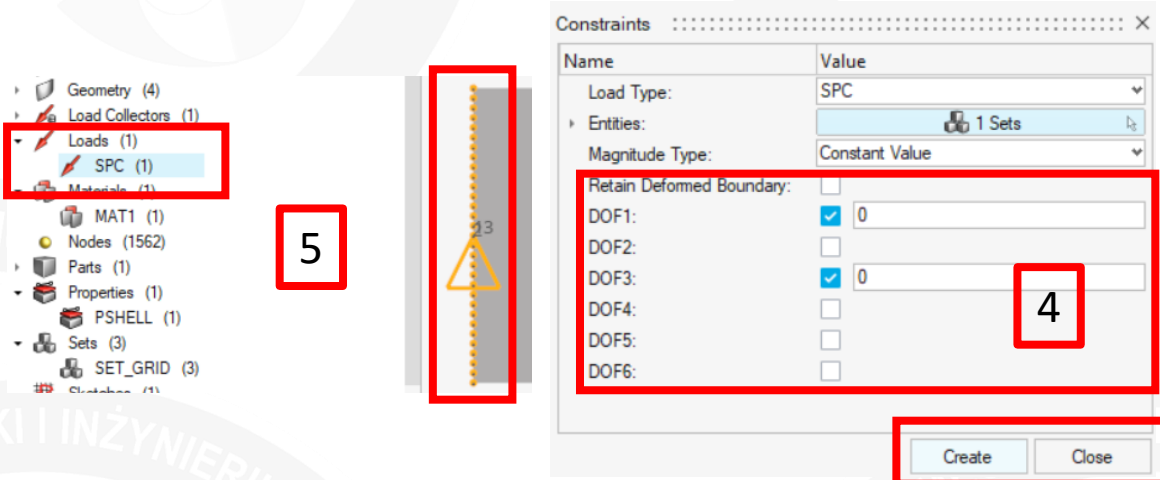 Geometry (4)
Load Collectors (1)
Loads (1)
SPC (1)
Materials (1)
MAT1 (1)
Nodes (1562)
Parts (1)
Properties (1)
PSHELL (1)
Sets (3)
SET_GRID (3)
Sketches (1)
5
13
Constraints
Name Value
Load Type: SPC
Entities: 1 Sets
Magnitude Type: Constant Value
Retain Deformed Boundary:
DOF1: 0
DOF2:
DOF3: 0
DOF4:
DOF5:
DOF6:
4
Create Close
KI I INŻYNIERII